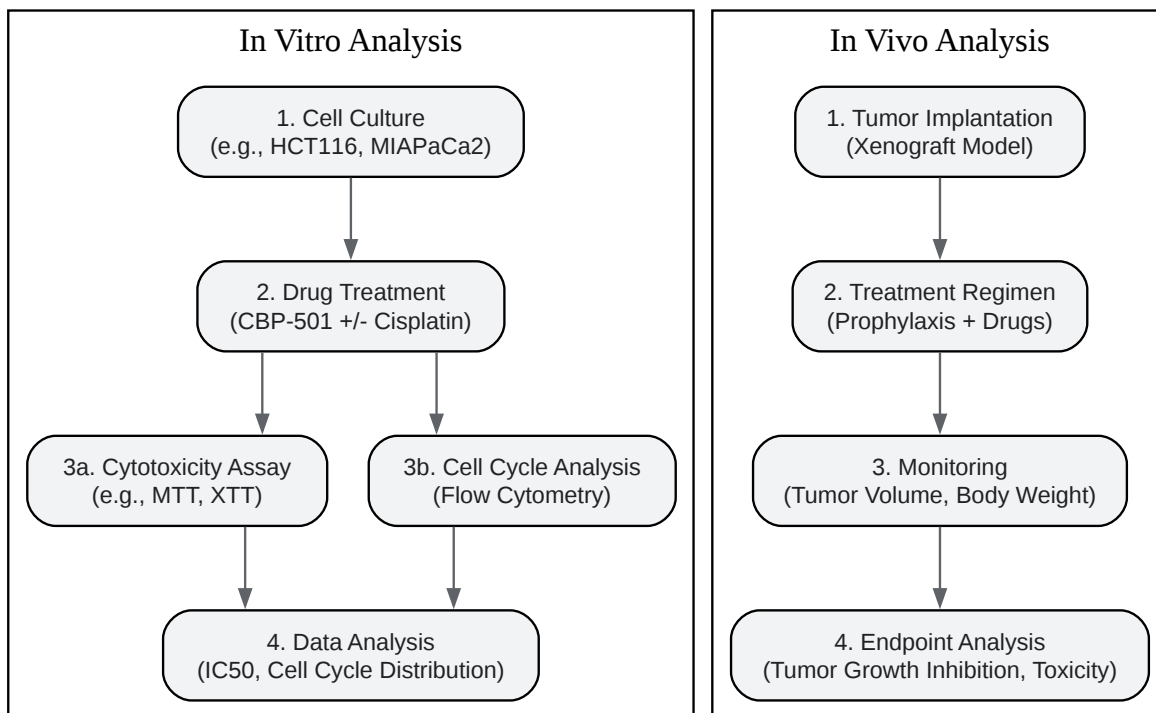 In Vitro Analysis
1. Cell Culture
(e.g., HCT116, MIAPaCa2)
2. Drug Treatment
(CBP-501 +/- Cisplatin)
3a. Cytotoxicity Assay
(e.g., MTT, XTT)
3b. Cell Cycle Analysis
(Flow Cytometry)
4. Data Analysis
(IC50, Cell Cycle Distribution)
In Vivo Analysis
1. Tumor Implantation
(Xenograft Model)
2. Treatment Regimen
(Prophylaxis + Drugs)
3. Monitoring
(Tumor Volume, Body Weight)
4. Endpoint Analysis
(Tumor Growth Inhibition, Toxicity)